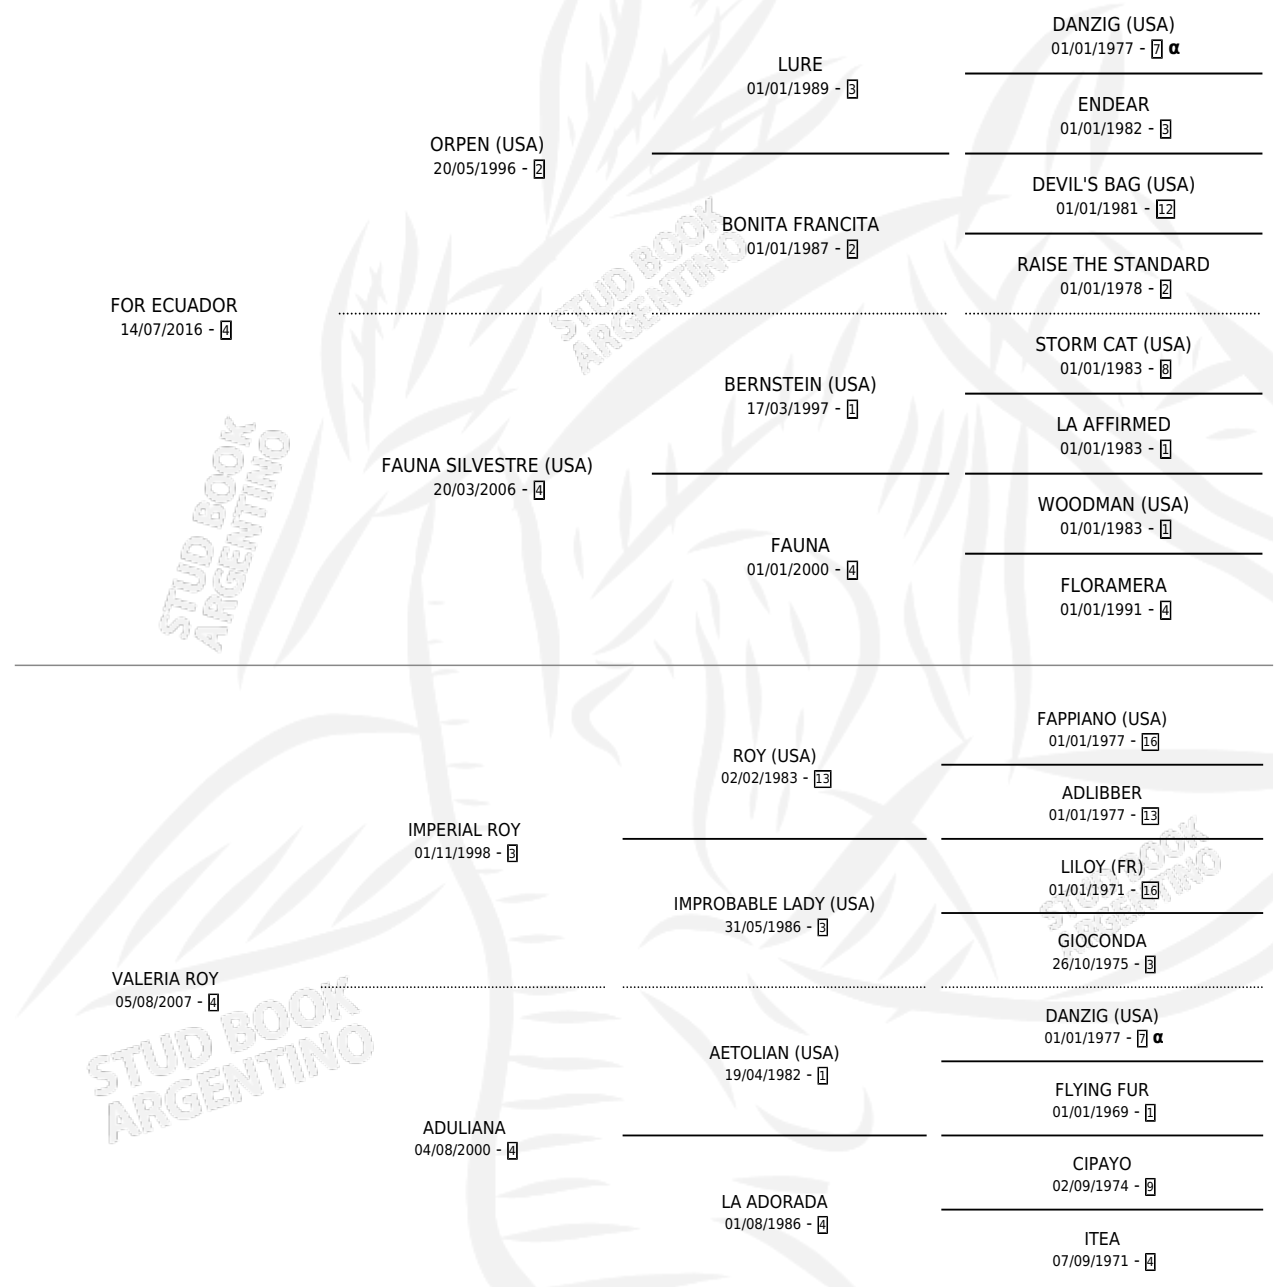 DANZIG (USA)
01/01/1977 - 7 α
LURE
01/01/1989 - 3
ENDEAR
01/01/1982 - 3
ORPEN (USA)
20/05/1996 - 2
DEVIL'S BAG (USA)
01/01/1981 - 12
BONITA FRANCITA
01/01/1987 - 2
RAISE THE STANDARD
01/01/1978 - 2
FOR ECUADOR
14/07/2016 - 4
STORM CAT (USA)
01/01/1983 - 8
BERNSTEIN (USA)
17/03/1997 - 1
LA AFFIRMED
01/01/1983 - 1
FAUNA SILVESTRE (USA)
20/03/2006 - 4
WOODMAN (USA)
01/01/1983 - 1
FAUNA
01/01/2000 - 4
FLORAMERA
01/01/1991 - 4
STUD BOOK
ARGENTINO
STUD BOOK
ARGENTINO
FAPPIANO (USA)
01/01/1977 - 16
ROY (USA)
02/02/1983 - 13
ADLIBBER
01/01/1977 - 13
IMPERIAL ROY
01/11/1998 - 3
LILOY (FR)
01/01/1971 - 16
IMPROBABLE LADY (USA)
31/05/1986 - 3
GIOCONDA
26/10/1975 - 3
VALERIA ROY
05/08/2007 - 4
DANZIG (USA)
01/01/1977 - 7 α
AETOLIAN (USA)
19/04/1982 - 1
FLYING FUR
01/01/1969 - 1
ADULIANA
04/08/2000 - 4
CIPAYO
02/09/1974 - 9
LA ADORADA
01/08/1986 - 4
ITEA
07/09/1971 - 4
STUD BOOK
ARGENTINO
STUD BOOK
ARGENTINO